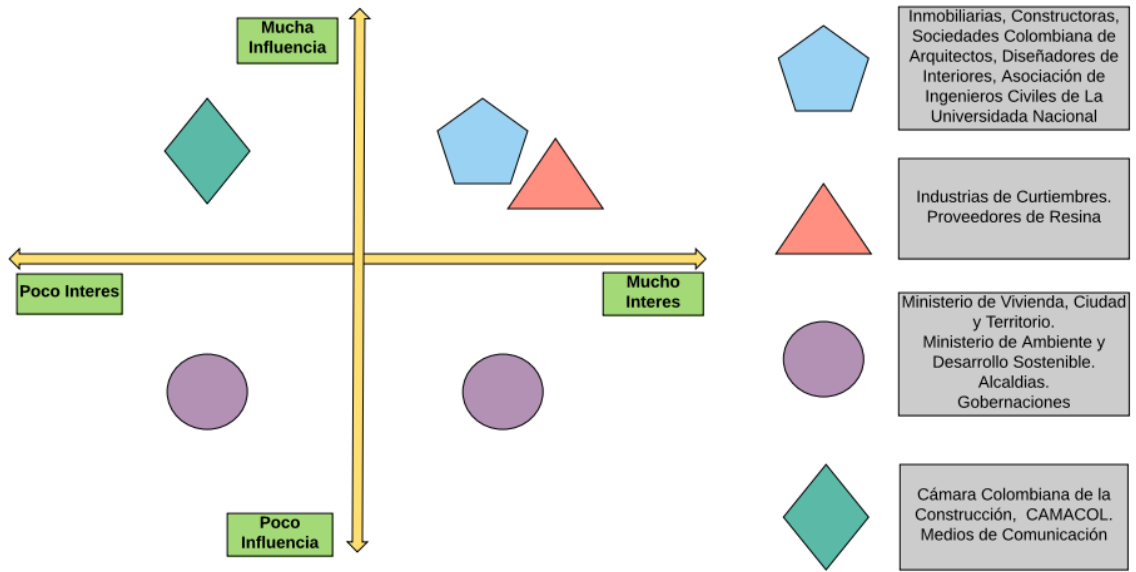 Mucha
Influencia
Poco Interes
Mucho
Interes
Poco
Influencia
Inmobiliarias, Constructoras,
Sociedades Colombiana de
Arquitectos, Diseñadores de
Interiores, Asociación de
Ingenieros Civiles de La
Universidada Nacional
Industrias de Curtiembres.
Proveedores de Resina
Ministerio de Vivienda, Ciudad
y Territorio.
Ministerio de Ambiente y
Desarrollo Sostenible.
Alcaldias.
Gobernaciones
Cámara Colombiana de la
Construcción, CAMACOL.
Medios de Comunicación